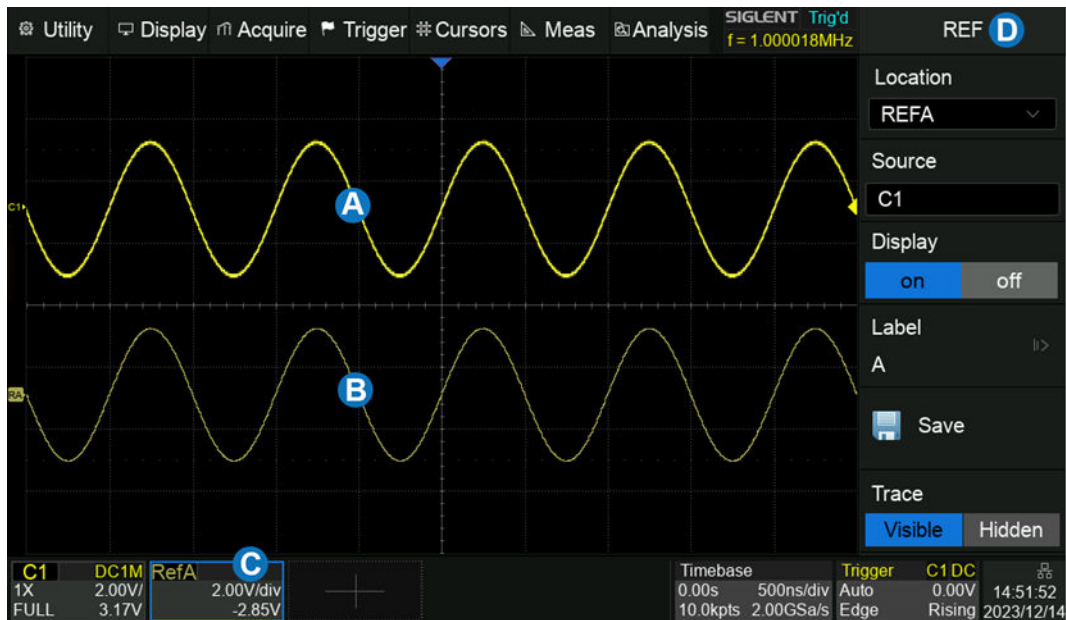 Utility Display Acquire Trigger Cursors Meas Analysis
SIGLENT Trig'd
f = 1.000018MHz
REF D
Location
REFA
Source
C1
Display
on off
Label
A
Save
Trace
Visible Hidden
C1
A
RA
B
C
C1 DC1M
1X 2.00V/
FULL 3.17V
RefA
2.00V/div
-2.85V
Timebase
0.00s 500ns/div
10.0kpts 2.00GSa/s
Trigger C1 DC
Auto 0.00V
Edge Rising
14:51:52
2023/12/14